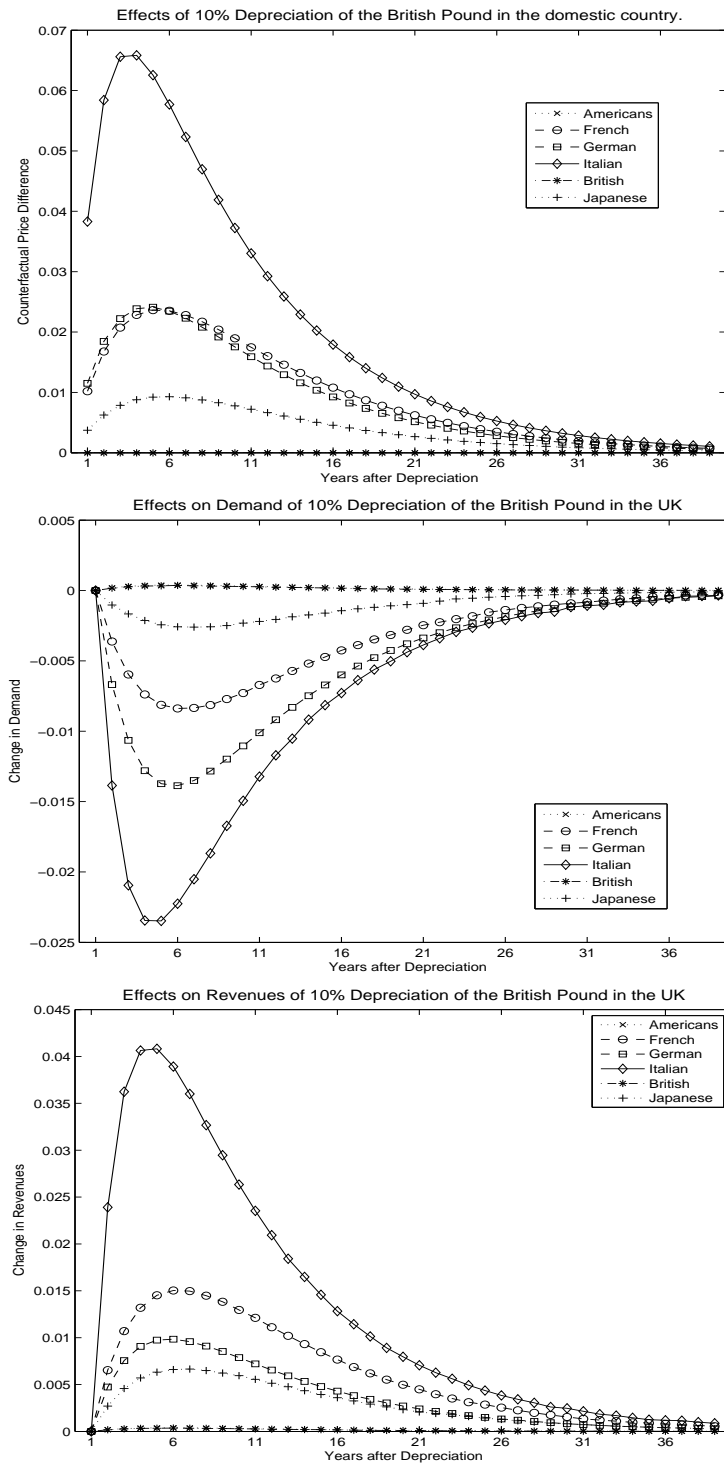 Effects of 10% Depreciation of the British Pound in the domestic country.
0.07
0.06
0.05
0.04
0.03
0.02
0.01
0
Counterfactual Price Difference
Americans
French
German
Italian
British
Japanese
1 6 11 16 21 26 31 36
Years after Depreciation
Effects on Demand of 10% Depreciation of the British Pound in the UK
0.005
0
−0.005
−0.01
−0.015
−0.02
−0.025
Change in Demand
Americans
French
German
Italian
British
Japanese
1 6 11 16 21 26 31 36
Years after Depreciation
Effects on Revenues of 10% Depreciation of the British Pound in the UK
0.045
0.04
0.035
0.03
0.025
0.02
0.015
0.01
0.005
0
Change in Revenues
Americans
French
German
Italian
British
Japanese
1 6 11 16 21 26 31 36
Years after Depreciation